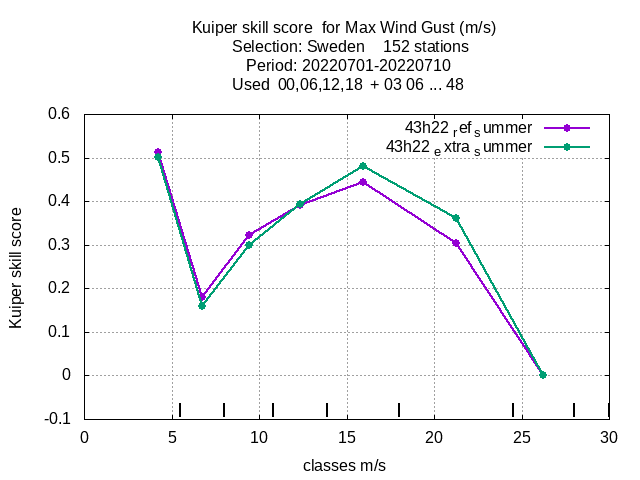 Kuiper skill score  for Max Wind Gust (m/s)
Selection: Sweden    152 stations
Period: 20220701-20220710
Used  00,06,12,18  + 03 06 ... 48
43h22 ref summer
43h22 extra summer
0.6
0.5
0.4
0.3
0.2
0.1
0
-0.1
Kuiper skill score
0 5 10 15 20 25 30
classes m/s